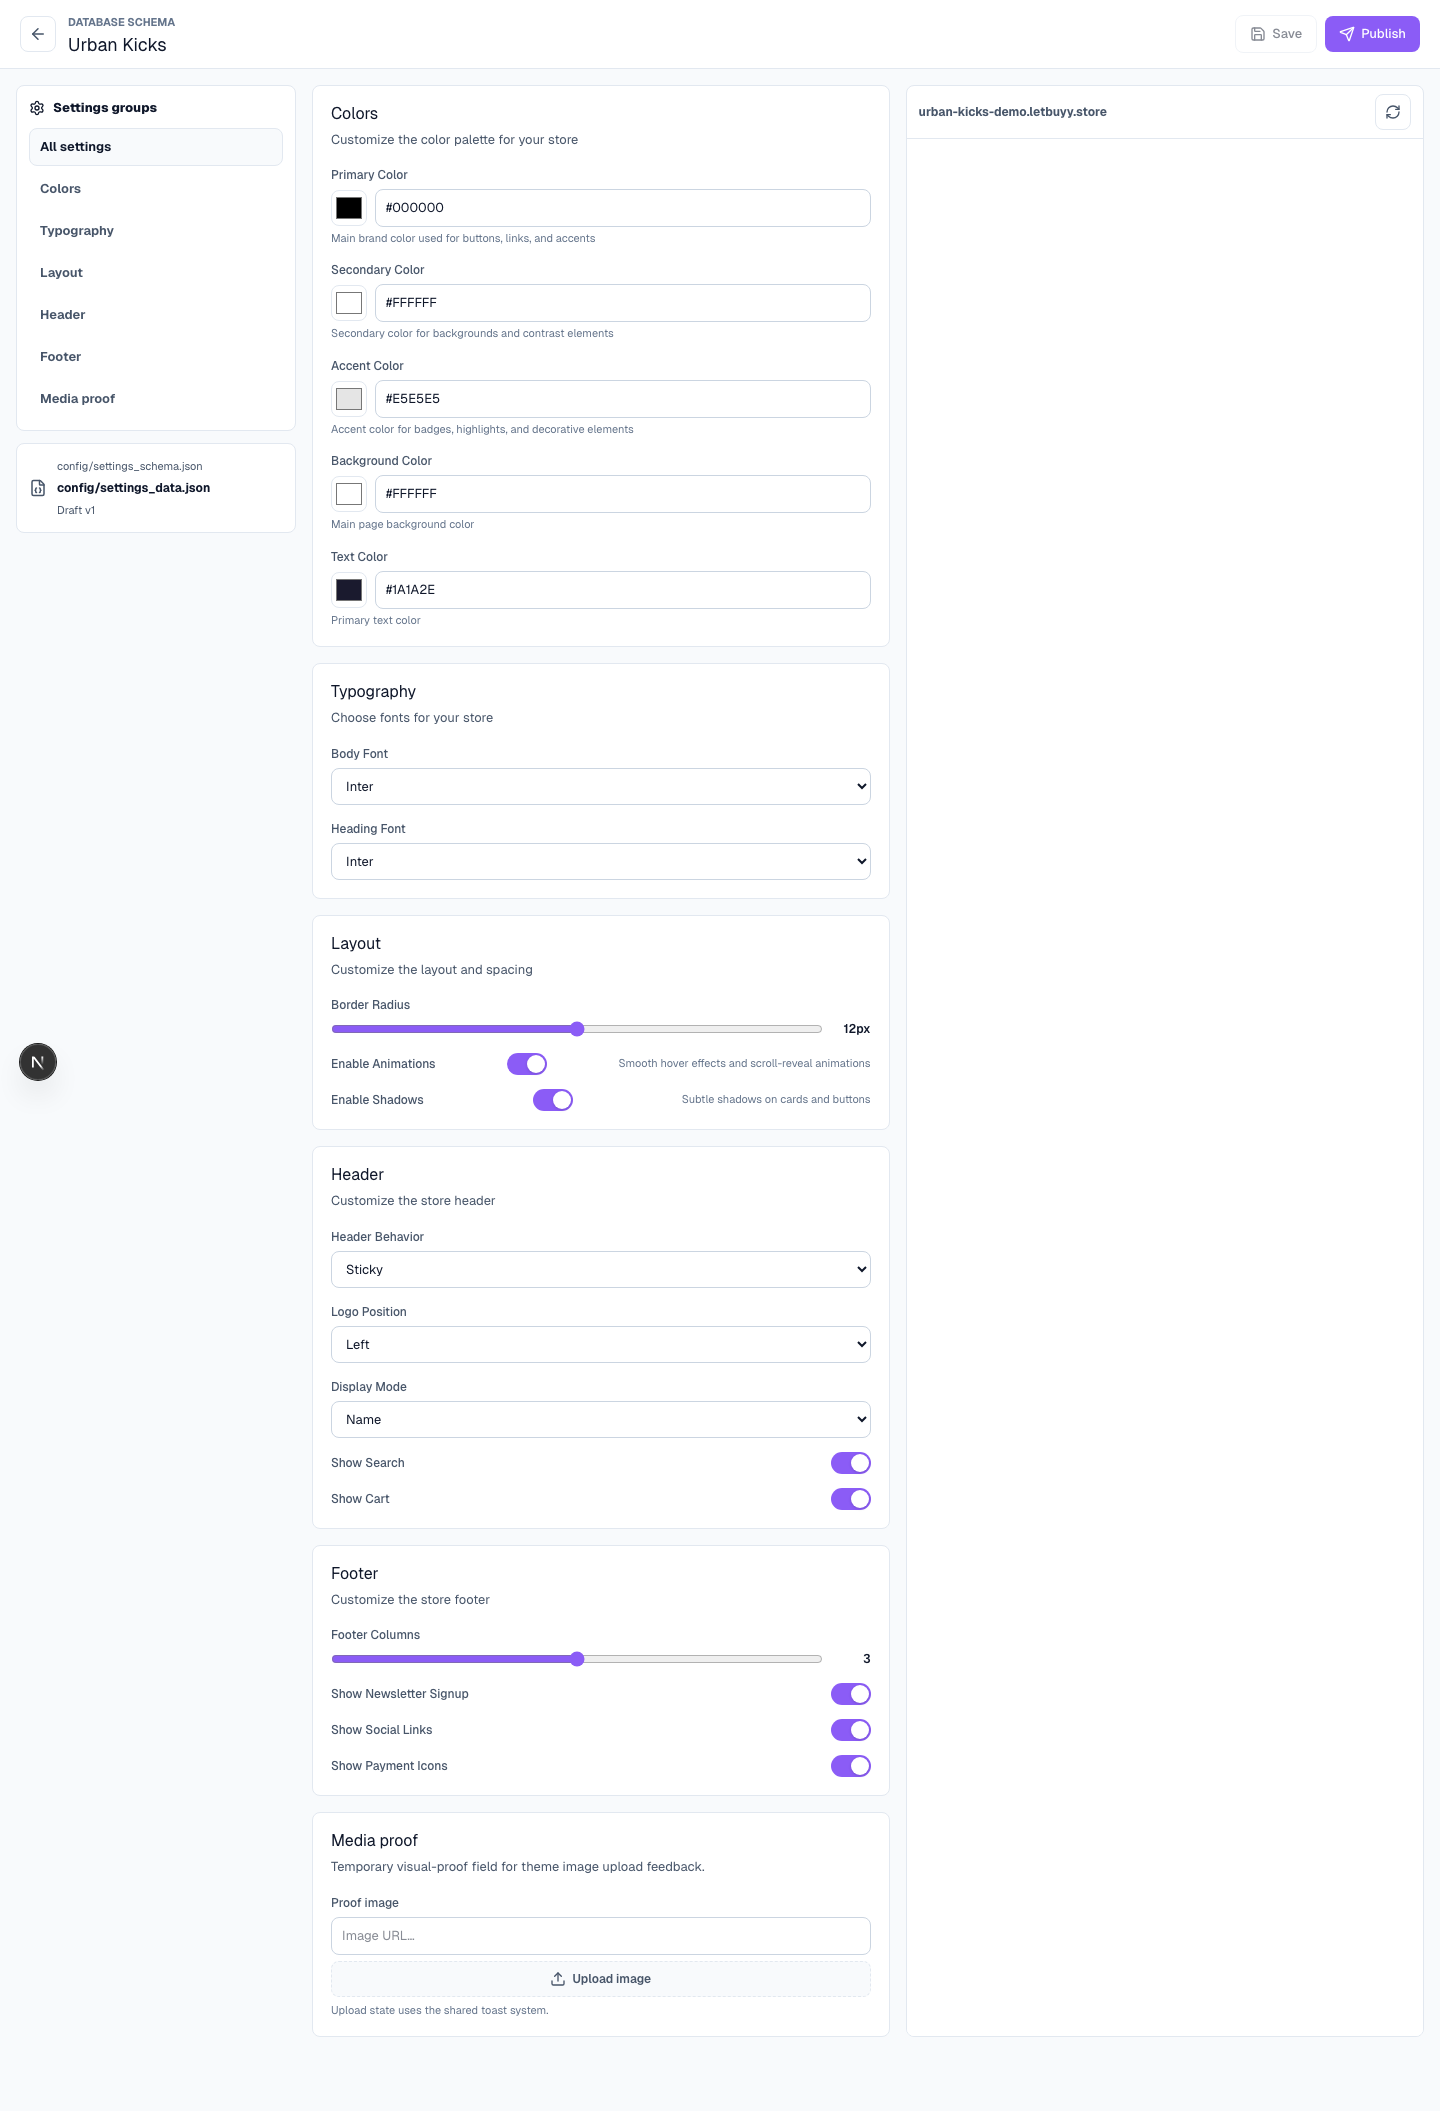 DATABASE SCHEMA
Urban Kicks
Save
Publish
Settings groups
All settings
Colors
Typography
Layout
Header
Footer
Media proof
config/settings_schema.json
config/settings_data.json
Draft v1
Colors
Customize the color palette for your store
Primary Color
#000000
Main brand color used for buttons, links, and accents
Secondary Color
#FFFFFF
Secondary color for backgrounds and contrast elements
Accent Color
#E5E5E5
Accent color for badges, highlights, and decorative elements
Background Color
#FFFFFF
Main page background color
Text Color
#1A1A2E
Primary text color
Typography
Choose fonts for your store
Body Font
Inter
Heading Font
Inter
Layout
Customize the layout and spacing
Border Radius
12px
Enable Animations
Smooth hover effects and scroll-reveal animations
Enable Shadows
Subtle shadows on cards and buttons
Header
Customize the store header
Header Behavior
Sticky
Logo Position
Left
Display Mode
Name
Show Search
Show Cart
Footer
Customize the store footer
Footer Columns
3
Show Newsletter Signup
Show Social Links
Show Payment Icons
Media proof
Temporary visual-proof field for theme image upload feedback.
Proof image
Image URL...
Upload image
Upload state uses the shared toast system.
urban-kicks-demo.letbuyy.store
N